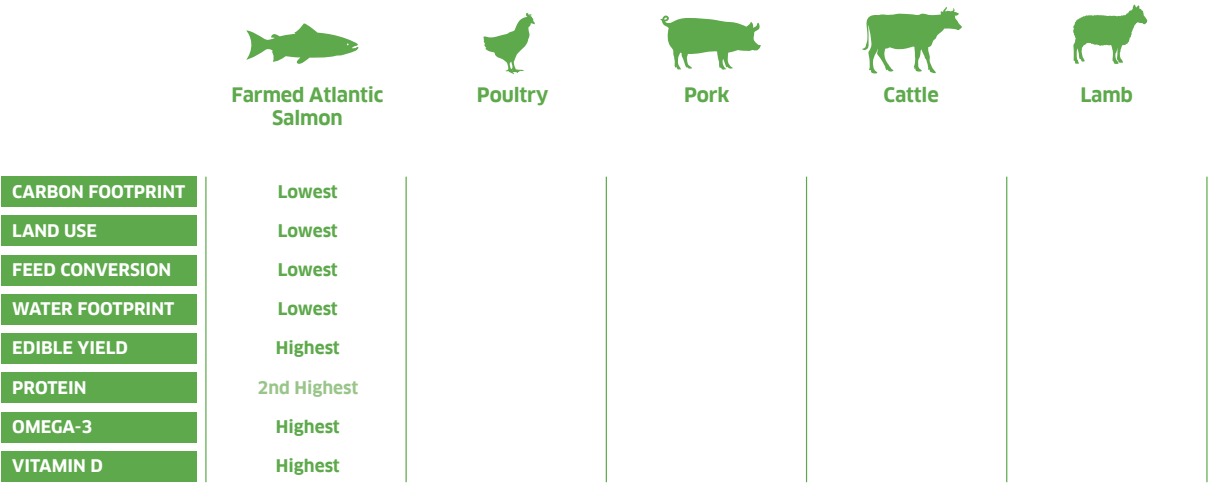 Farmed Atlantic
Salmon
Poultry
Pork
Cattle
Lamb
CARBON FOOTPRINT Lowest
LAND USE Lowest
FEED CONVERSION Lowest
WATER FOOTPRINT Lowest
EDIBLE YIELD Highest
PROTEIN 2nd Highest
OMEGA-3 Highest
VITAMIN D Highest